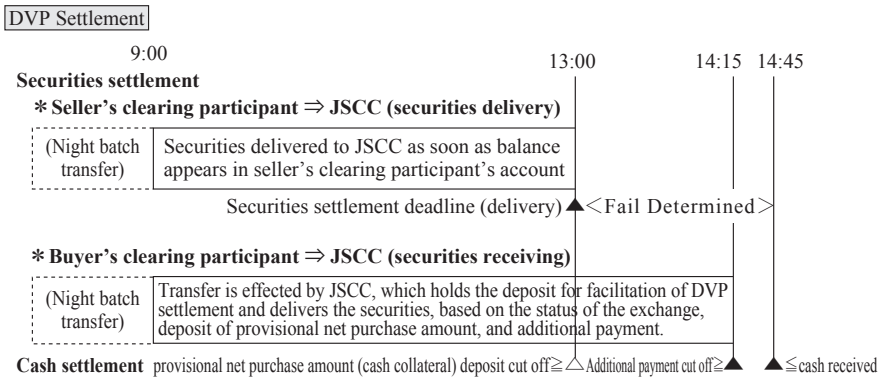 DVP Settlement
9:00
13:00
14:15
14:45
Securities settlement
＊Seller's clearing participant ⇒ JSCC (securities delivery)
(Night batch
transfer)
Securities delivered to JSCC as soon as balance
appears in seller's clearing participant's account
Securities settlement deadline (delivery) ▲＜Fail Determined＞
＊Buyer's clearing participant ⇒ JSCC (securities receiving)
(Night batch
transfer)
Transfer is effected by JSCC, which holds the deposit for facilitation of DVP
settlement and delivers the securities, based on the status of the exchange,
deposit of provisional net purchase amount, and additional payment.
Cash settlement provisional net purchase amount (cash collateral) deposit cut off≧△Additional payment cut off≧▲ ▲≦cash received